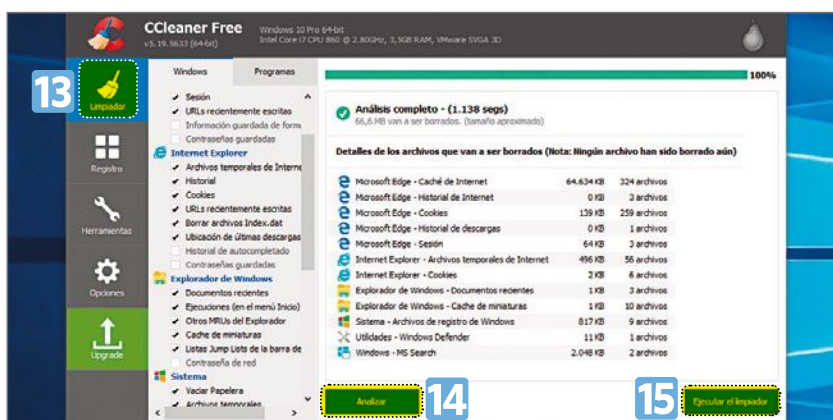 CCleaner Free
Windows 10 Pro 64-bit
v5.19.5633 (64-bit)
Intel Core i7 CPU 860 @ 2.80GHz, 3,5GB RAM, VMware SVGA 3D
13
Limpiador
Registro
Herramientas
Opciones
Upgrade
Windows
Programas
Sesión
URLs recientemente escritas
Información guardada de formu
Contraseñas guardadas
Internet Explorer
Archivos temporales de Interne
Historial
Cookies
URLs recientemente escritas
Borrar archivos Index.dat
Ubicación de últimas descargas
Historial de autocompletado
Contraseñas guardadas
Explorador de Windows
Documentos recientes
Ejecuciones (en el menú Inicio)
Otros MRUs del Explorador
Cache de miniaturas
Listas Jump Lists de la barra de
Contraseña de red
Sistema
Vaciar Papelera
Archivos temporales
100%
Análisis completo - (1.138 segs)
66,6 MB van a ser borrados. (tamaño aproximado)
Detalles de los archivos que van a ser borrados (Nota: Ningún archivo han sido borrado aún)
Microsoft Edge - Caché de Internet 64.634 KB 324 archivos
Microsoft Edge - Historial de Internet 0 KB 3 archivos
Microsoft Edge - Cookies 139 KB 259 archivos
Microsoft Edge - Historial de descargas 0 KB 1 archivos
Microsoft Edge - Sesión 64 KB 3 archivos
Internet Explorer - Archivos temporales de Internet 496 KB 56 archivos
Internet Explorer - Cookies 2 KB 6 archivos
Explorador de Windows - Documentos recientes 1 KB 3 archivos
Explorador de Windows - Cache de miniaturas 1 KB 10 archivos
Sistema - Archivos de registro de Windows 817 KB 9 archivos
Utilidades - Windows Defender 11 KB 1 archivos
Windows - MS Search 2.048 KB 2 archivos
Analizar
14
15
Ejecutar el limpiador